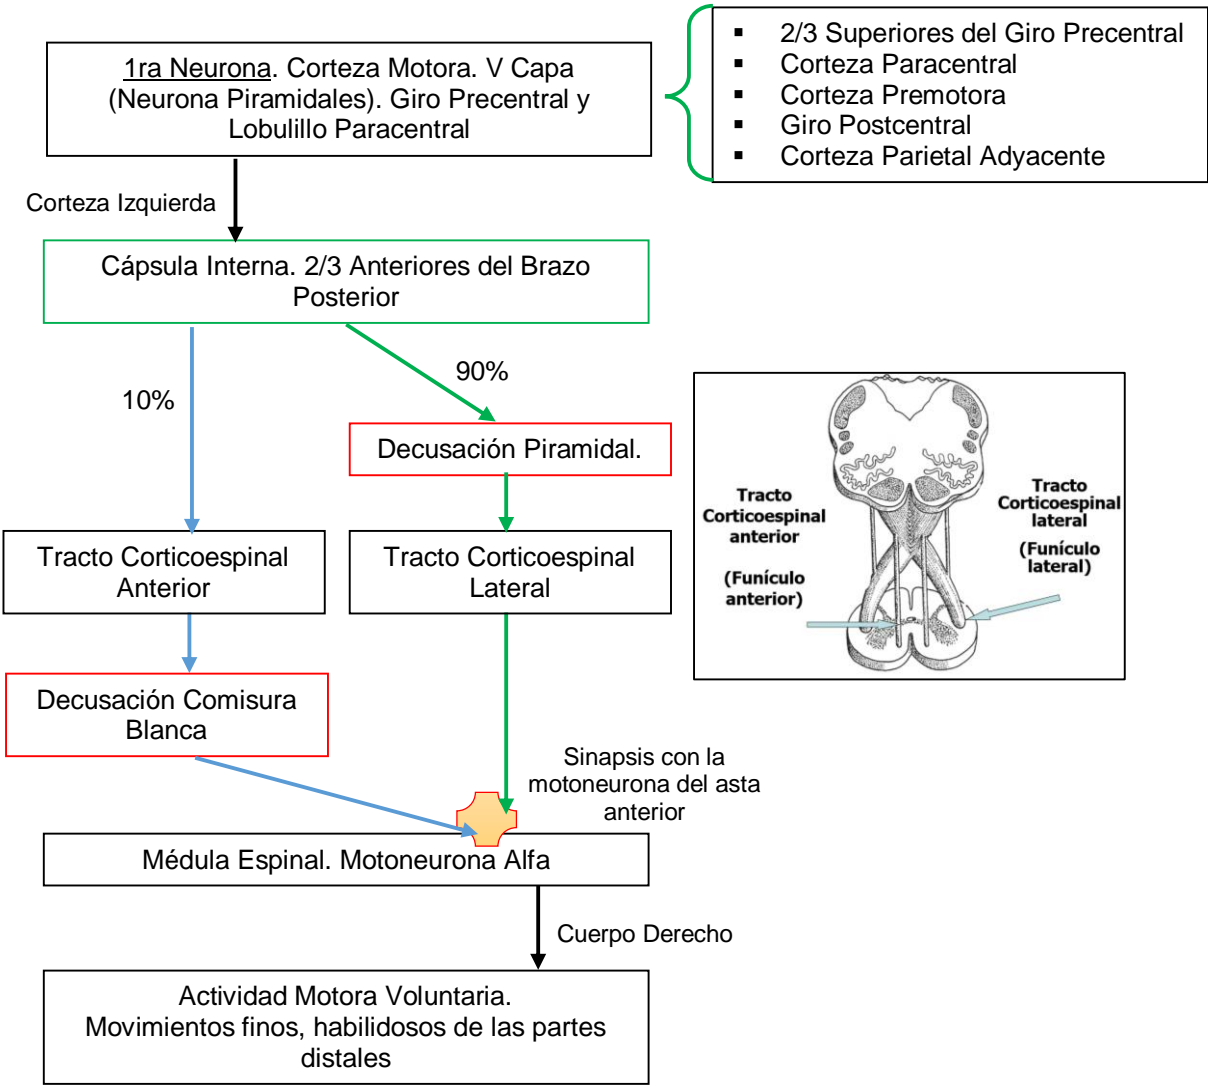 1ra Neurona. Corteza Motora. V Capa
(Neurona Piramidales). Giro Precentral y
Lobulillo Paracentral
▪ 2/3 Superiores del Giro Precentral
▪ Corteza Paracentral
▪ Corteza Premotora
▪ Giro Postcentral
▪ Corteza Parietal Adyacente
Corteza Izquierda
Cápsula Interna. 2/3 Anteriores del Brazo
Posterior
10%
90%
Decusación Piramidal.
Tracto Corticoespinal
Anterior
Tracto Corticoespinal
Lateral
Tracto
Corticoespinal
anterior
(Funículo
anterior)
Tracto
Corticoespinal
lateral
(Funículo
lateral)
Decusación Comisura
Blanca
Sinapsis con la
motoneurona del asta
anterior
Médula Espinal. Motoneurona Alfa
Cuerpo Derecho
Actividad Motora Voluntaria.
Movimientos finos, habilidosos de las partes
distales